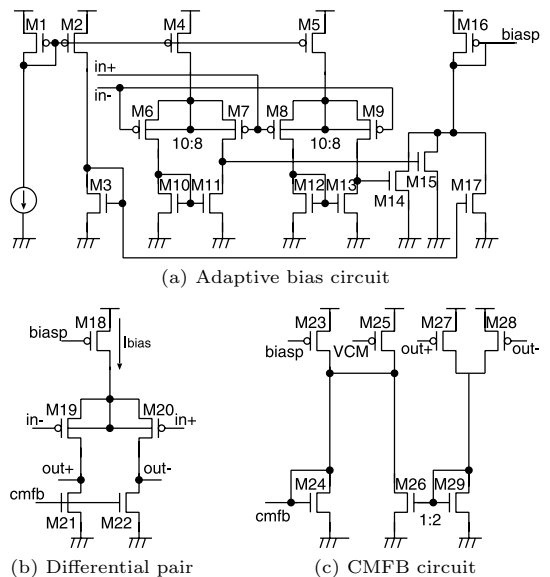 M1 M2 M4 M5 M16
biasp
in+
in-
M6 M7 M8 M9
10:8 10:8
M3 M10 M11 M12 M13 M14 M15 M17
(a) Adaptive bias circuit
M18
biasp
Ibias
M19 M20
in- in+
out+ out-
cmfb
M21 M22
(b) Differential pair
M23 M25 M27 M28
biasp VCM out+ out-
M24 M26 M29
cmfb 1:2
(c) CMFB circuit